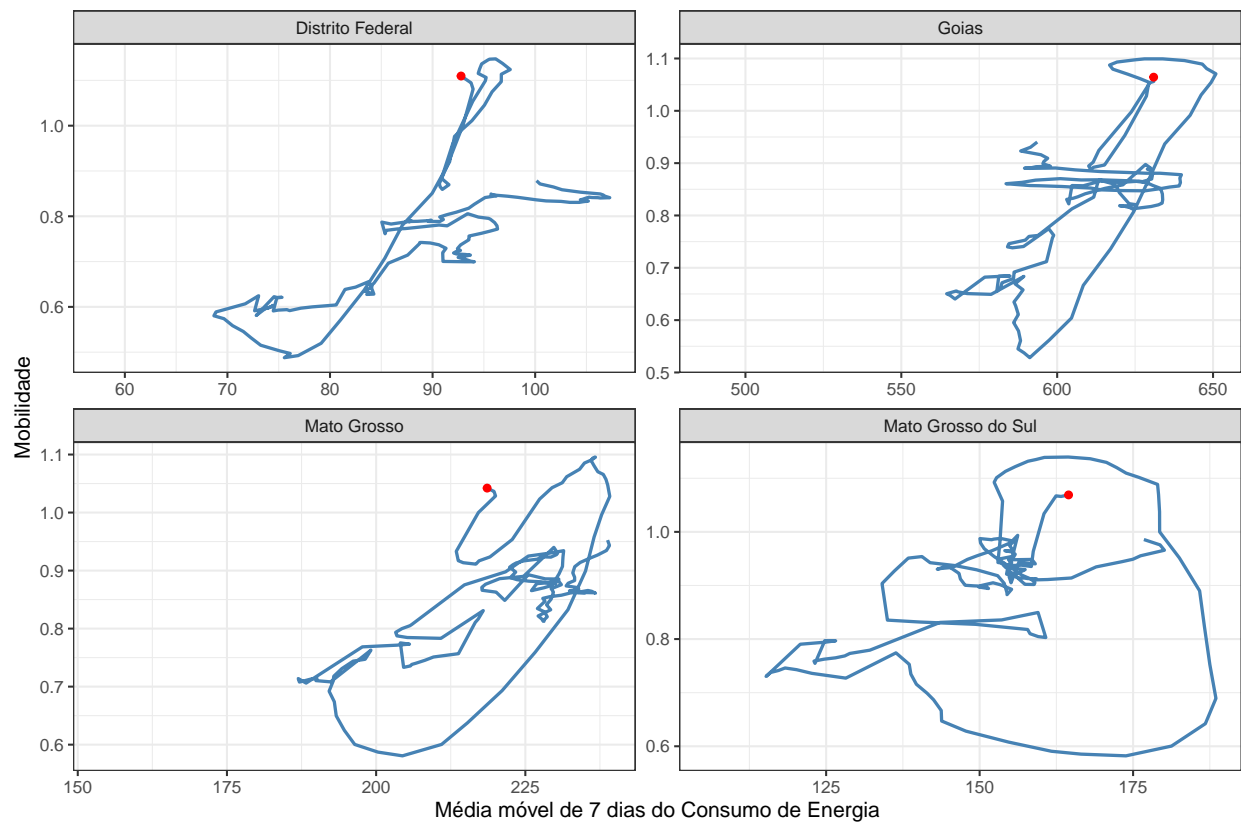 Distrito Federal
Goias
1.0
0.8
0.6
60 70 80 90 100
1.1
1.0
0.9
0.8
0.7
0.6
0.5
500 550 600 650
Mobilidade
Mato Grosso
Mato Grosso do Sul
1.1
1.0
0.9
0.8
0.7
0.6
150 175 200 225
1.0
0.8
0.6
125 150 175
Média móvel de 7 dias do Consumo de Energia